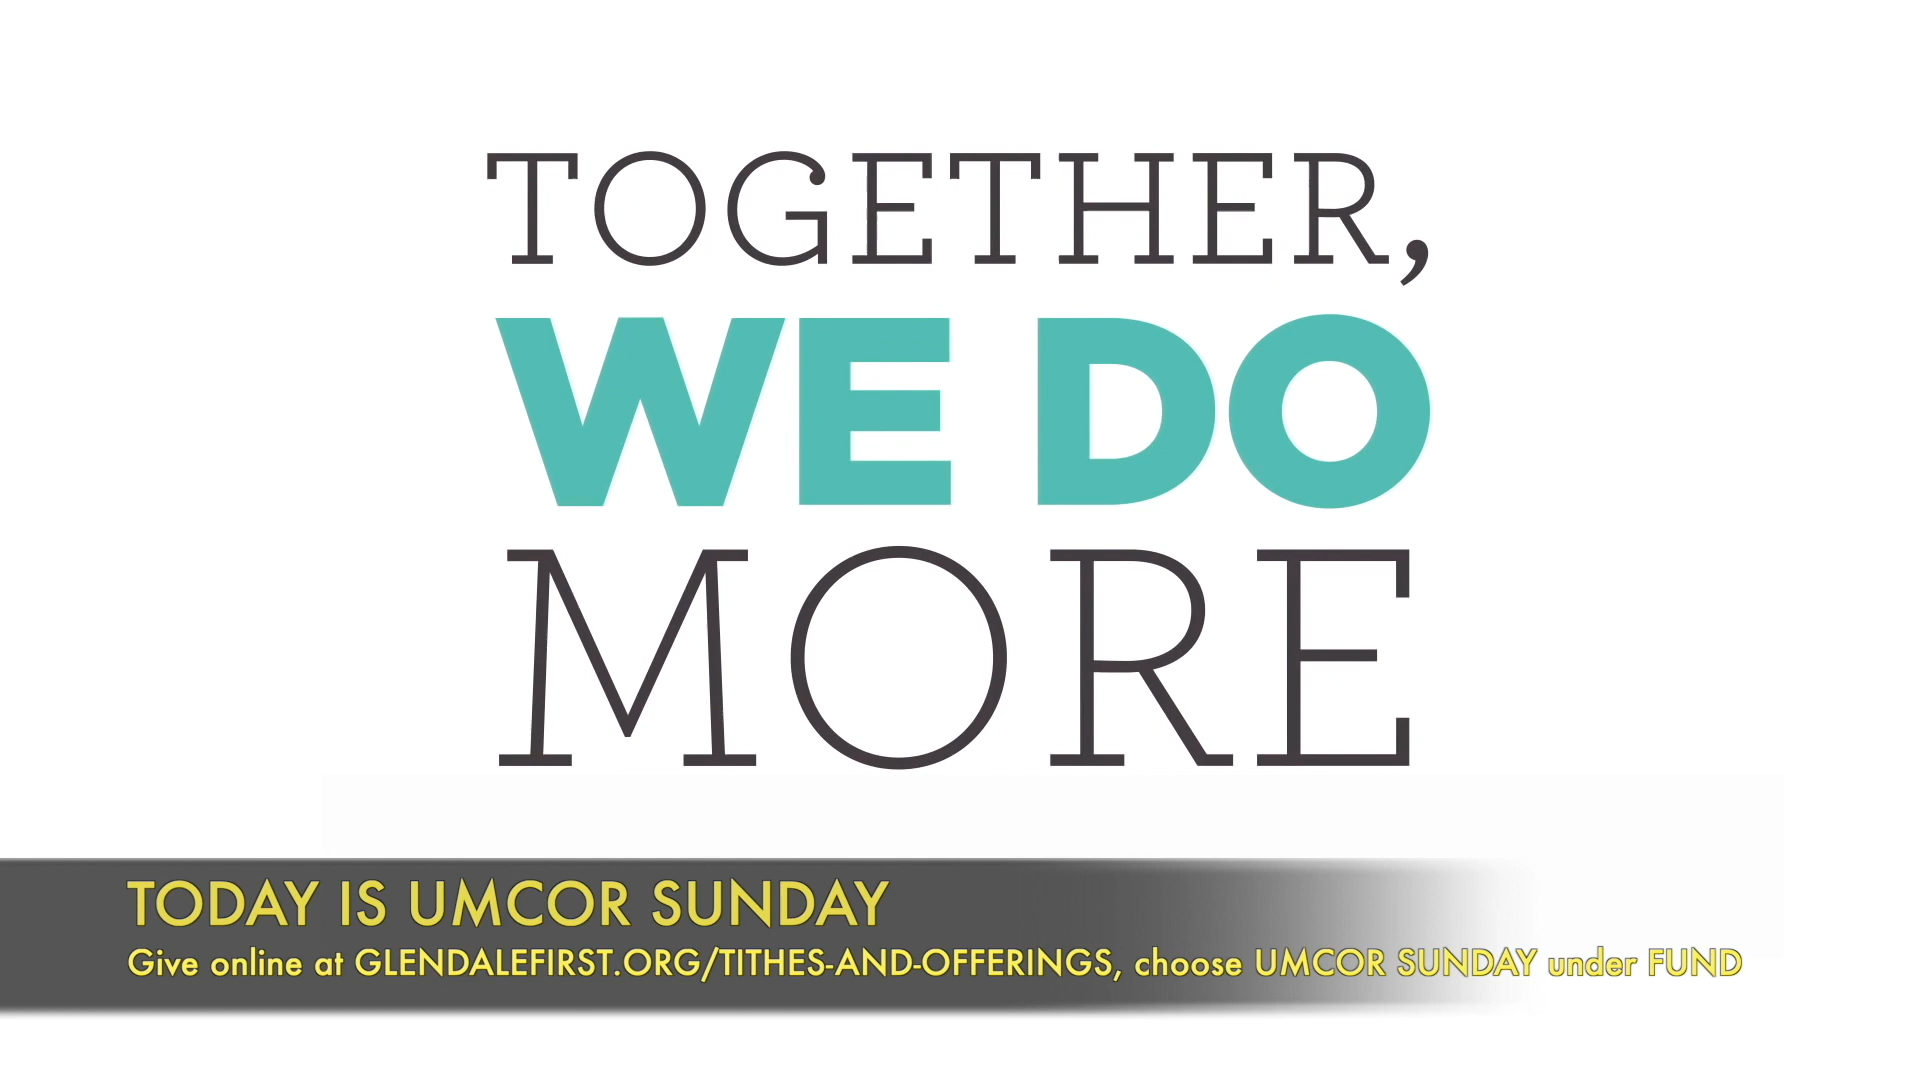 TOGETHER,
WE DO
MORE
TODAY IS UMCOR SUNDAY
Give online at GLENDALEFIRST.ORG/TITHES-AND-OFFERINGS, choose UMCOR SUNDAY under FUND